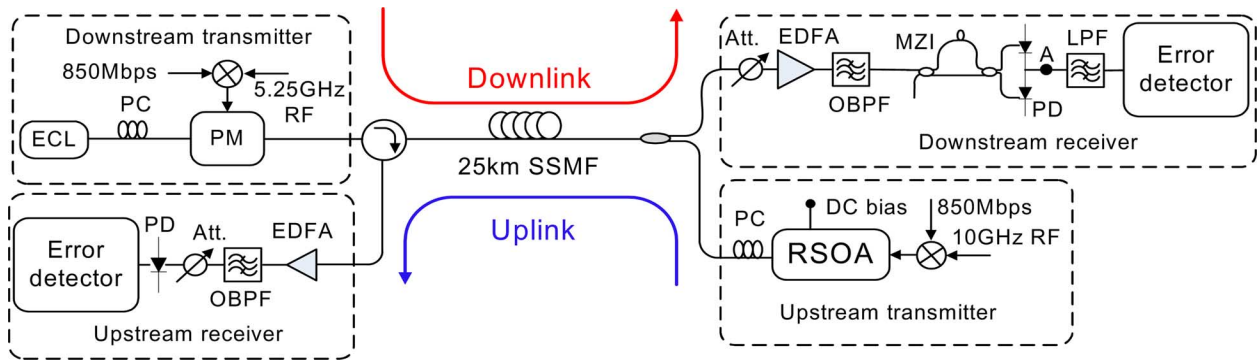 Downstream transmitter
850Mbps
5.25GHz
RF
PC
ECL
PM
Downlink
25km SSMF
Uplink
Att.
EDFA
OBPF
MZI
A
LPF
PD
Error
detector
Downstream receiver
Error
detector
PD
Att.
OBPF
EDFA
Upstream receiver
PC
DC bias
RSOA
850Mbps
10GHz RF
Upstream transmitter